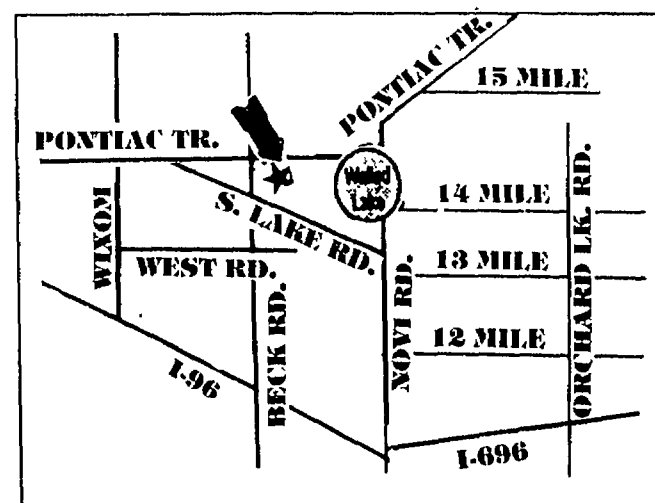 PONTIAC TR.
15 MILE
PONTIAC TR.
Walled
Lake
14 MILE
S. LAKE RD.
WIXOM
WEST RD.
13 MILE
ORCHARD LK. RD.
BECK RD.
NOVI RD.
12 MILE
I-96
I-696